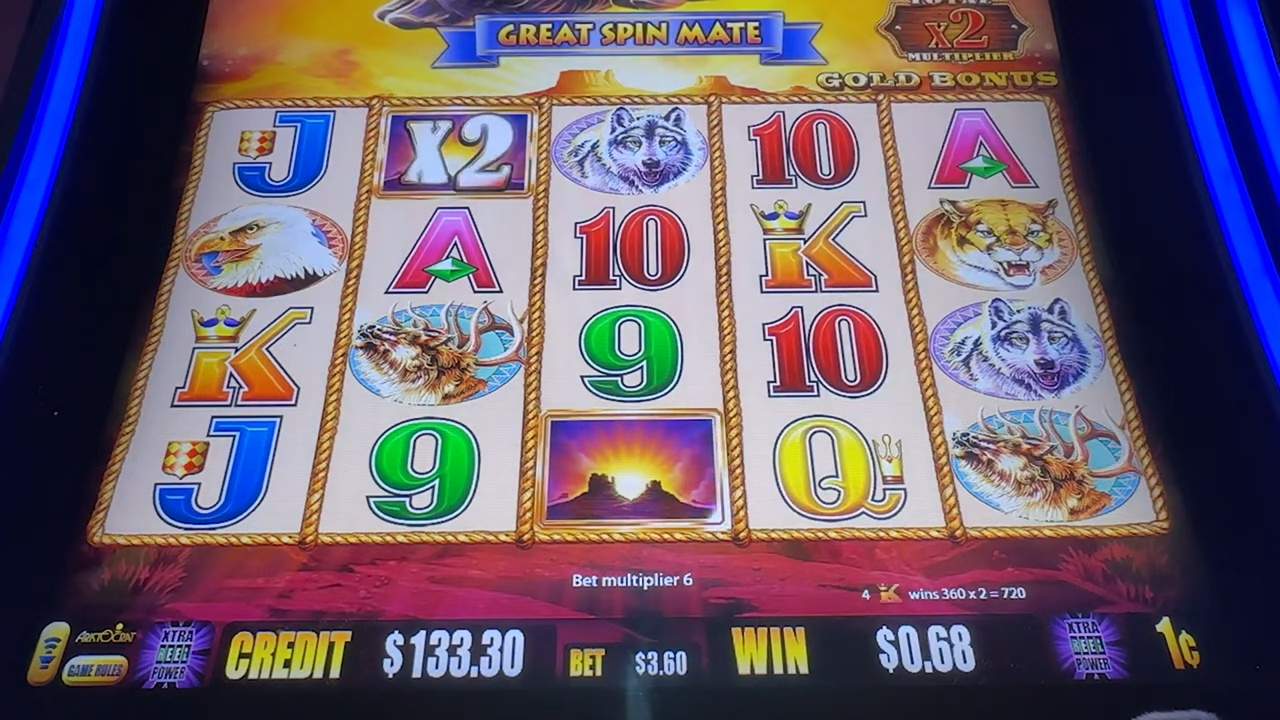 GREAT SPIN MATE
TOTAL
x2
MULTIPLIER
GOLD BONUS
J X2 10 A
A 10 K
K 9 10
J 9 Q
Bet multiplier 6
4 K wins 360 x 2 = 720
ARISTOCRAT
GAME RULES
XTRA
REEL
POWER
CREDIT $133.30
BET $3.60
WIN $0.68
XTRA
REEL
POWER
1¢